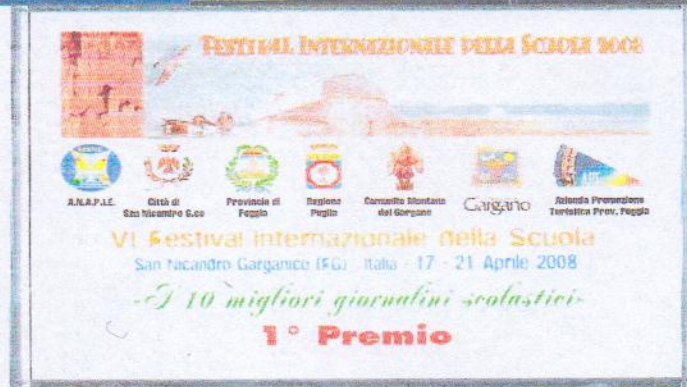 FESTIVAL INTERNAZIONALE DELLA SCUOLA 2008
A.N.A.P.I.E.
Città di
San Nicandro G.co
Provincia di
Foggia
Regione
Puglia
Comunità Montana
del Gargano
Gargano
Azienda Promozione
Turistica Prov. Foggia
VI Festival Internazionale della Scuola
San Nicandro Garganico (FG) Italia - 17 - 21 Aprile 2008
-I 10 migliori giornalini scolastici-
1° Premio